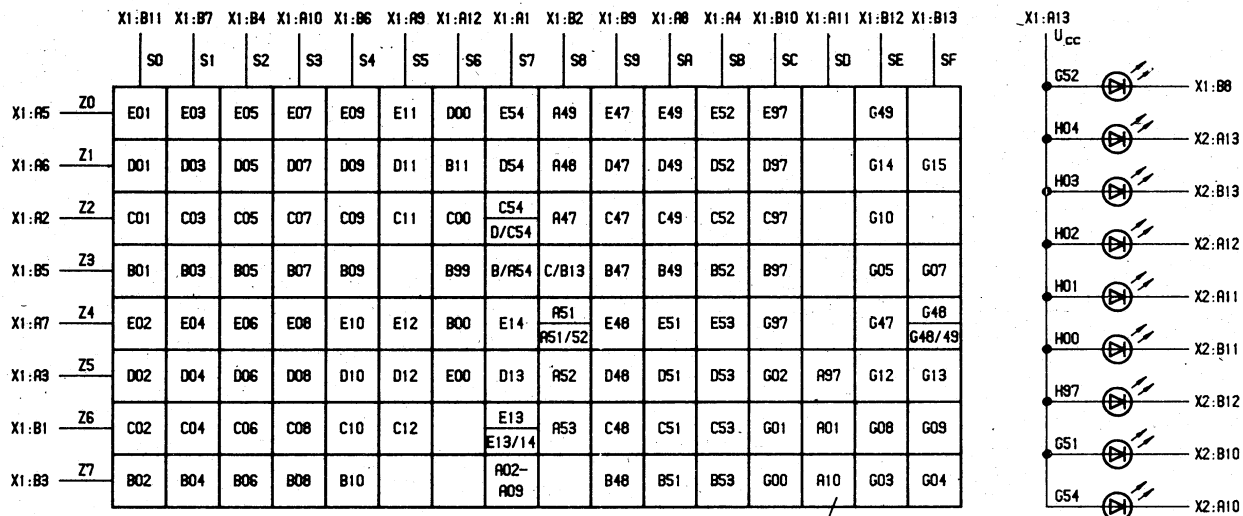 X1:B11 X1:B7 X1:B4 X1:A10 X1:B6 X1:A9 X1:A12 X1:A1 X1:B2 X1:B9 X1:A8 X1:A4 X1:B10 X1:A11 X1:B12 X1:B13 X1:A13
U_cc
S0 S1 S2 S3 S4 S5 S6 S7 S8 S9 SA SB SC SD SE SF
X1:A5 Z0 E01 E03 E05 E07 E09 E11 D00 E54 A49 E47 E49 E52 E97 G49
X1:A6 Z1 D01 D03 D05 D07 D09 D11 B11 D54 A48 D47 D49 D52 D97 G14 G15
X1:A2 Z2 C01 C03 C05 C07 C09 C11 C00 C54 D/C54 A47 C47 C49 C52 C97 G10
X1:B5 Z3 B01 B03 B05 B07 B09 B99 B/A54 C/B13 B47 B49 B52 B97 G05 G07
X1:A7 Z4 E02 E04 E06 E08 E10 E12 B00 E14 A51 A51/52 E48 E51 E53 G97 G47 G48 G48/49
X1:A3 Z5 D02 D04 D06 D08 D10 D12 E00 D13 A52 D48 D51 D53 G02 A97 G12 G13
X1:B1 Z6 C02 C04 C06 C08 C10 C12 E13 E13/14 A53 C48 C51 C53 G01 A01 G08 G09
X1:B3 Z7 B02 B04 B06 B08 B10 A02-A09 B48 B51 B53 G00 A10 G03 G04
G52 X1:B8
H04 X2:A13
H03 X2:B13
H02 X2:A12
H01 X2:A11
H00 X2:B11
H97 X2:B12
G51 X2:B10
G54 X2:A10